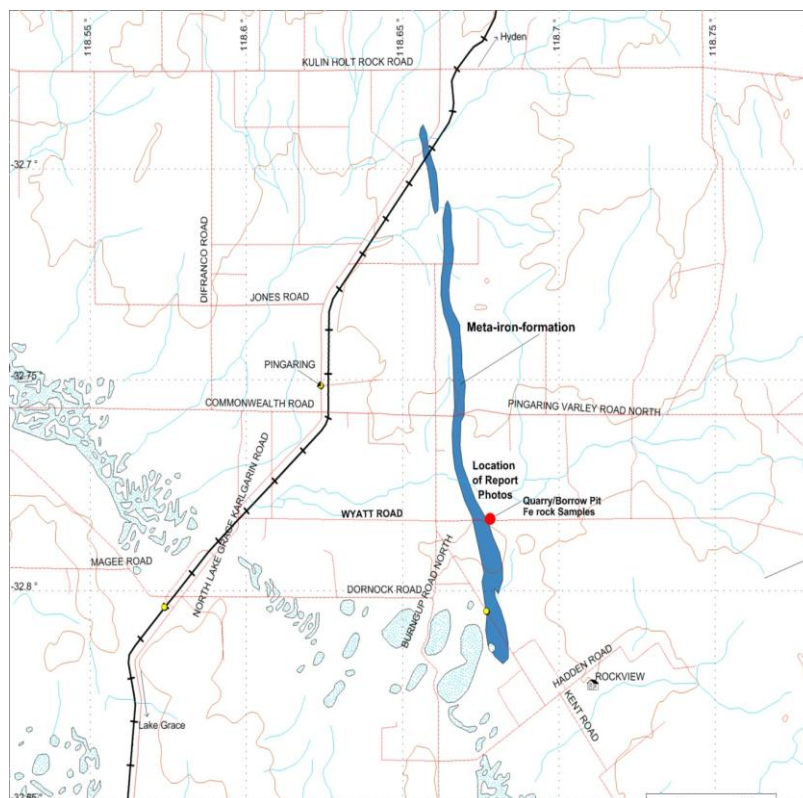 118.55
118.6
118.65
118.7
118.75
Hyden
KULIN HOLT ROCK ROAD
-32.7 °
DIFRANCO ROAD
JONES ROAD
Meta-iron-formation
PINGARING
-32.75
COMMONWEALTH ROAD
PINGARING VARLEY ROAD NORTH
NORTH LAKE GRACE KARLGARIN ROAD
Location
of Report
Photos
Quarry/Borrow Pit
Fe rock Samples
WYATT ROAD
MAGEE ROAD
-32.8 °
DORNOCK ROAD
BURNGUP ROAD NORTH
HADDEN ROAD
ROCKVIEW
KENT ROAD
Lake Grace